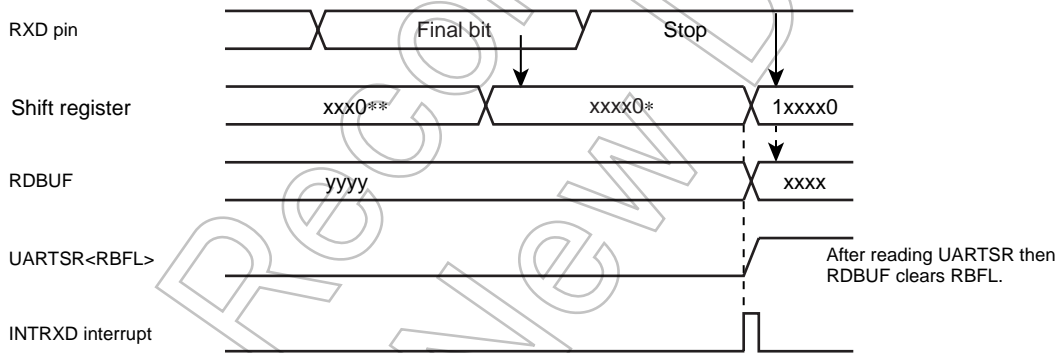 RXD pin
Final bit
Stop
Shift register
xxx0**
xxxx0*
1xxxx0
RDBUF
yyyy
xxxx
UARTSR<RBFL>
After reading UARTSR then
RDBUF clears RBFL.
INTRXD interrupt